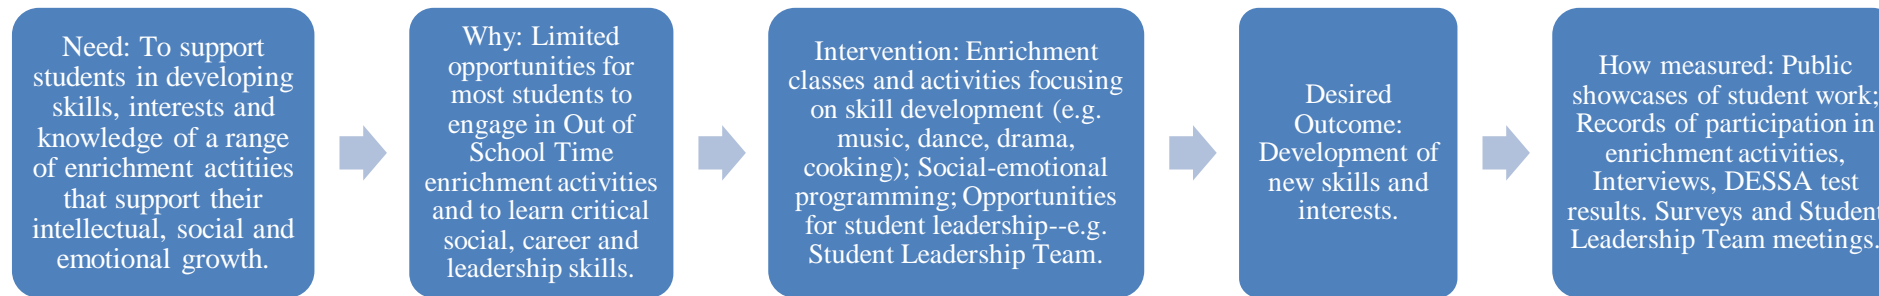 Need: To support
students in developing
skills, interests and
knowledge of a range
of enrichment actitiies
that support their
intellectual, social and
emotional growth.
Why: Limited
opportunities for
most students to
engage in Out of
School Time
enrichment activities
and to learn critical
social, career and
leadership skills.
Intervention: Enrichment
classes and activities focusing
on skill development (e.g.
music, dance, drama,
cooking); Social-emotional
programming; Opportunities
for student leadership--e.g.
Student Leadership Team.
Desired
Outcome:
Development of
new skills and
interests.
How measured: Public
showcases of student work;
Records of participation in
enrichment activities,
Interviews, DESSA test
results. Surveys and Student
Leadership Team meetings.